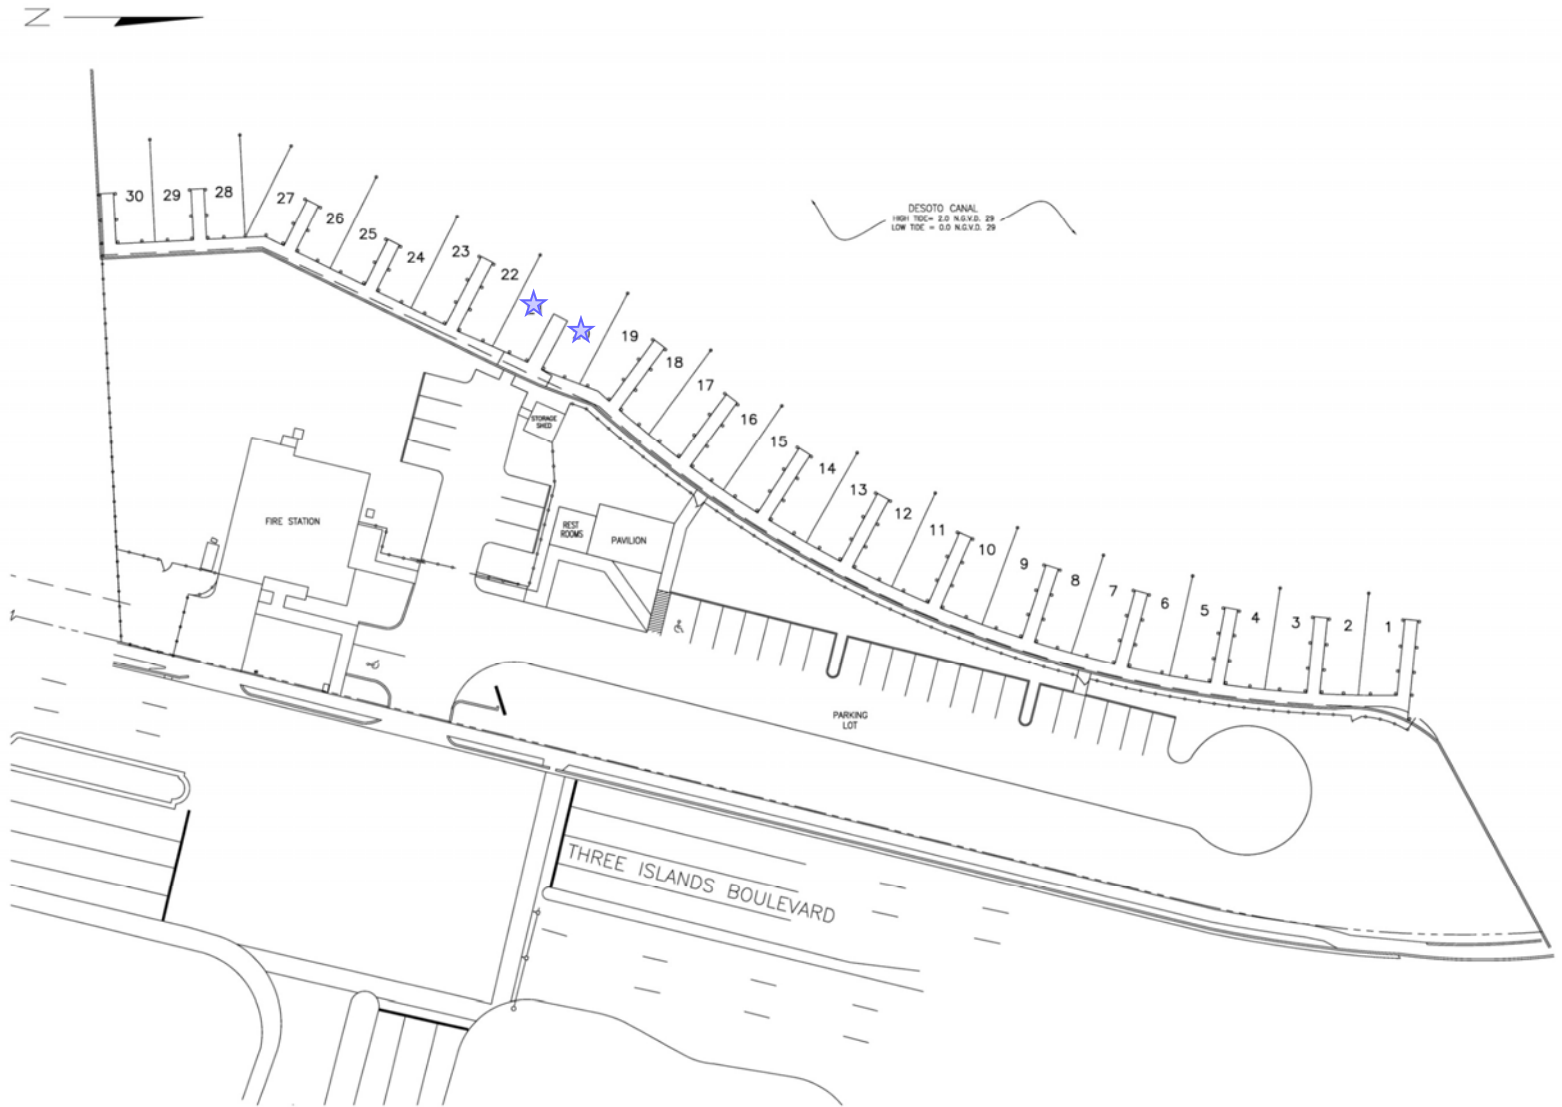 N
30
29
28
27
26
25
24
23
22
19
18
17
16
15
14
13
12
11
10
9
8
7
6
5
4
3
2
1
DESOTO CANAL
HIGH TIDE= 2.0 N.G.V.D. 29
LOW TIDE = 0.0 N.G.V.D. 29
STORAGE
SHED
FIRE STATION
REST
ROOMS
PAVILION
PARKING
LOT
THREE ISLANDS BOULEVARD